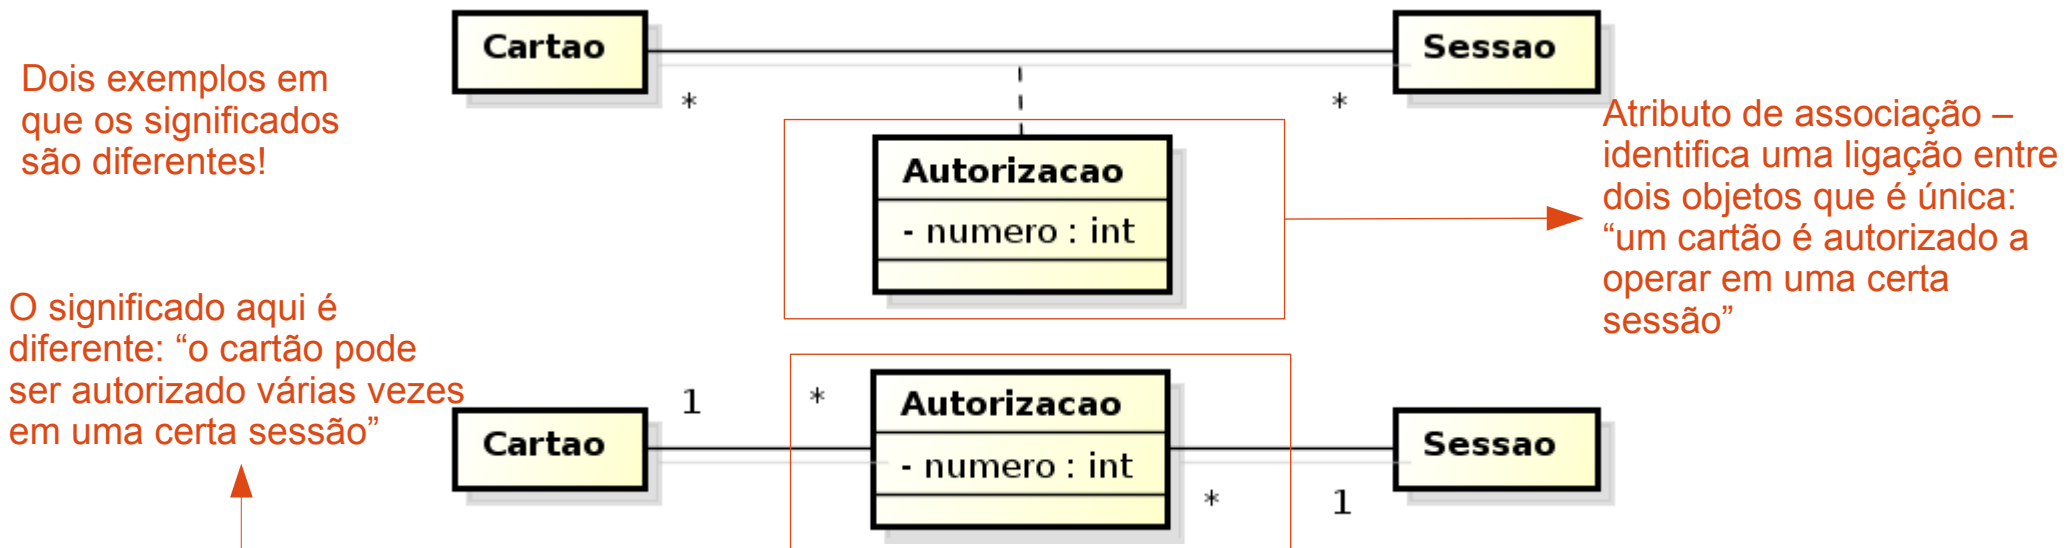 Dois exemplos em
que os significados
são diferentes!
Cartao
*
*
Sessao
Autorizacao
- numero : int
Atributo de associação –
identifica uma ligação entre
dois objetos que é única:
“um cartão é autorizado a
operar em uma certa
sessão”
O significado aqui é
diferente: “o cartão pode
ser autorizado várias vezes
em uma certa sessão”
Cartao
1
*
Autorizacao
- numero : int
*
1
Sessao